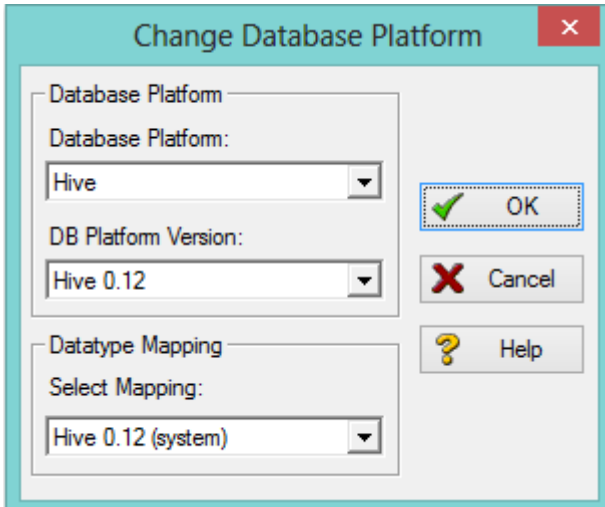 Change Database Platform
Database Platform
Database Platform:
Hive
DB Platform Version:
Hive 0.12
Datatype Mapping
Select Mapping:
Hive 0.12 (system)
OK
Cancel
Help